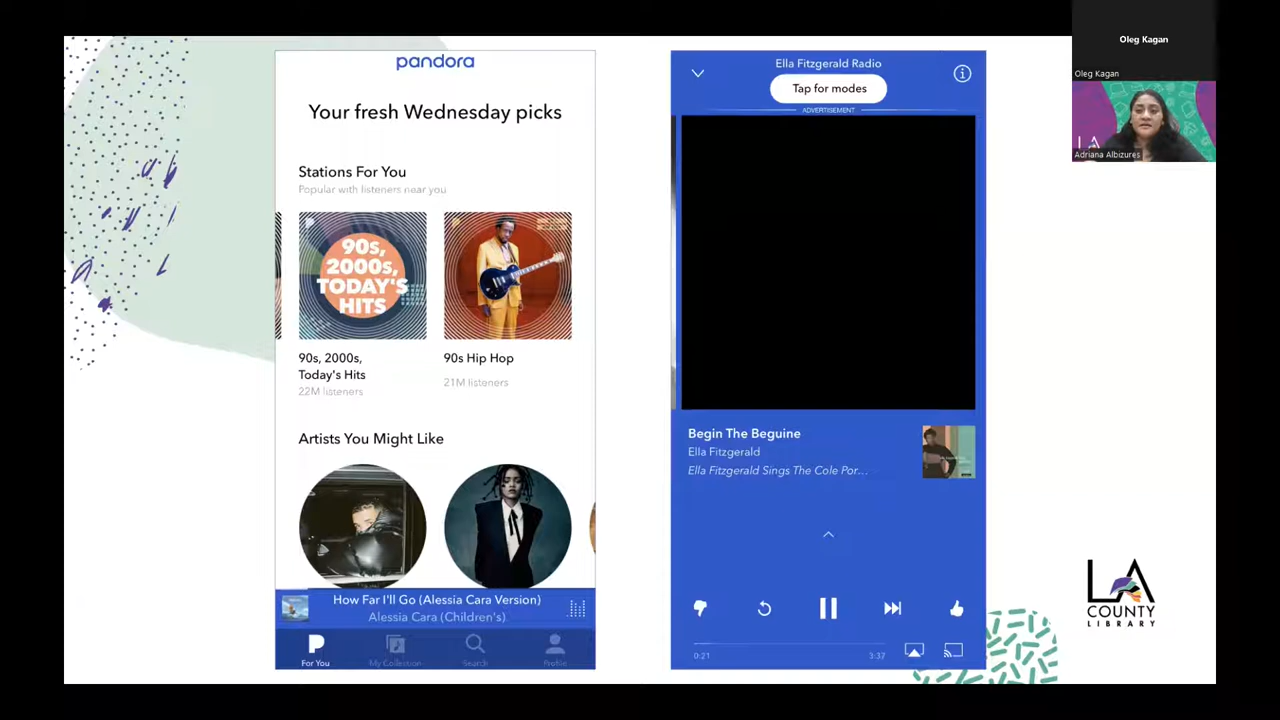 pandora
Your fresh Wednesday picks
Stations For You
Popular with listeners near you
90s,
2000s,
TODAY'S
HITS
90s, 2000s,
Today's Hits
22M listeners
90s Hip Hop
21M listeners
Artists You Might Like
How Far I'll Go (Alessia Cara Version)
Alessia Cara (Children's)
For You
My Collection
Search
Profile
Ella Fitzgerald Radio
Tap for modes
ADVERTISEMENT
Begin The Beguine
Ella Fitzgerald
Ella Fitzgerald Sings The Cole Por...
0:21
3:37
Oleg Kagan
Oleg Kagan
LA
Adriana Albizures
LA
COUNTY
LIBRARY